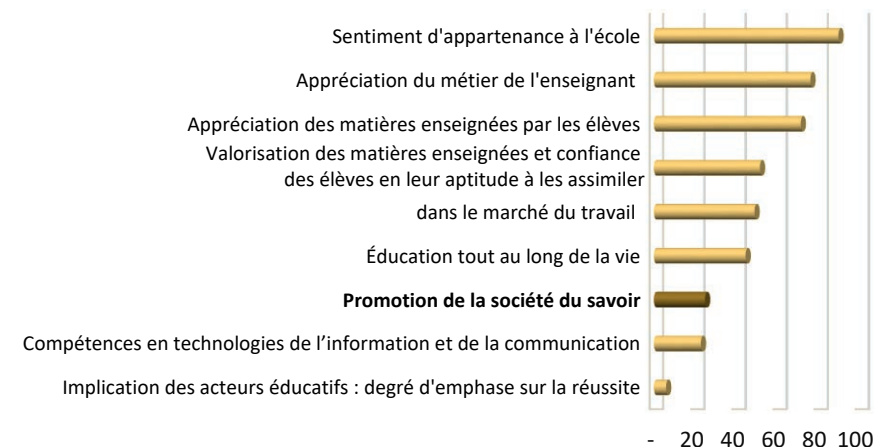 Sentiment d'appartenance à l'école
Appréciation du métier de l'enseignant
Appréciation des matières enseignées par les élèves
Valorisation des matières enseignées et confiance
des élèves en leur aptitude à les assimiler
dans le marché du travail
Éducation tout au long de la vie
Promotion de la société du savoir
Compétences en technologies de l’information et de la communication
Implication des acteurs éducatifs : degré d'emphase sur la réussite
- 20 40 60 80 100